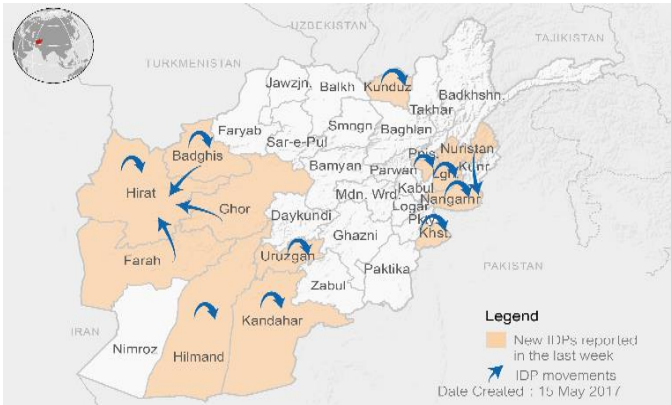 UZBEKISTAN
TAJIKISTAN
TURKMENISTAN
Jawzjn.
Balkh
Kunduz
Badkhshn.
Takhar
Faryab
Smngn.
Baghlan
Sar-e-Pul
Badghis
Nuristan
Pnjs.
Kunr.
Bamyan
Parwan
Lgh.
Hirat
Kabul
Nangarhr
Mdn. Wrd.
Ghor
Logar
Daykundi
Pkty.
Khst.
Ghazni
Farah
Uruzgan
Paktika
Zabul
PAKISTAN
IRAN
Kandahar
Nimroz
Hilmand
Legend
New IDPs reported
in the last week
IDP movements
Date Created : 15 May 2017